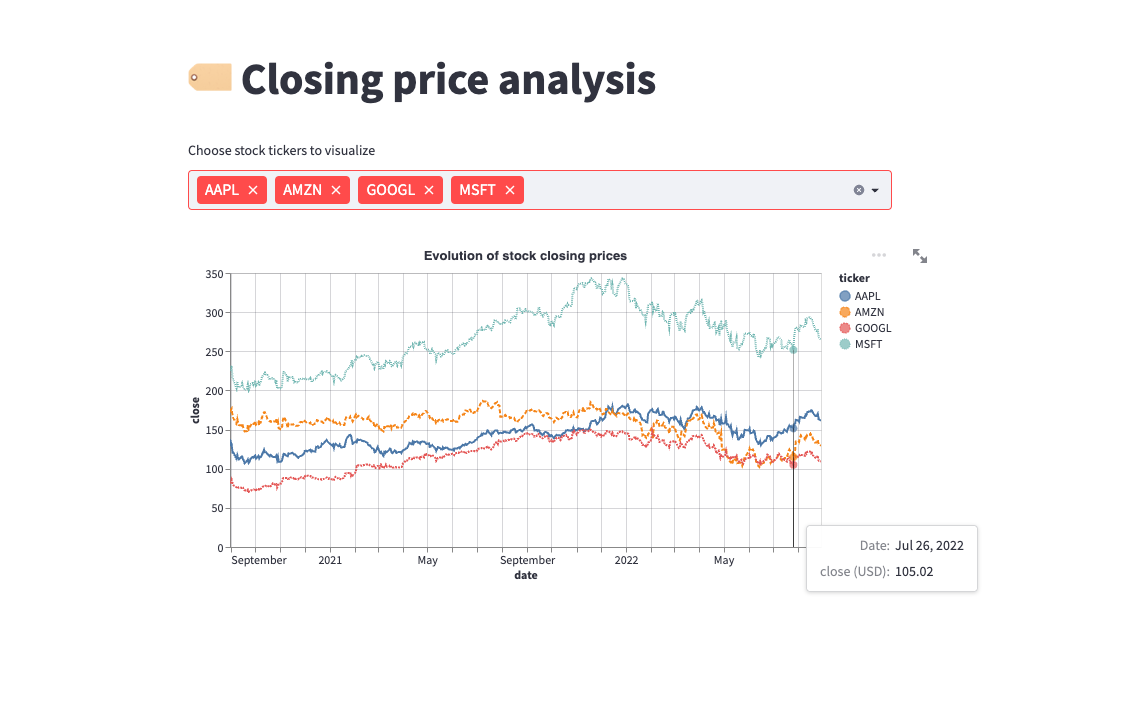 Closing price analysis
Choose stock tickers to visualize
AAPL AMZN GOOGL MSFT
Evolution of stock closing prices
350
300
250
200
150
100
50
0
close
September 2021 May September 2022 May
date
ticker
AAPL
AMZN
GOOGL
MSFT
Date: Jul 26, 2022
close (USD): 105.02